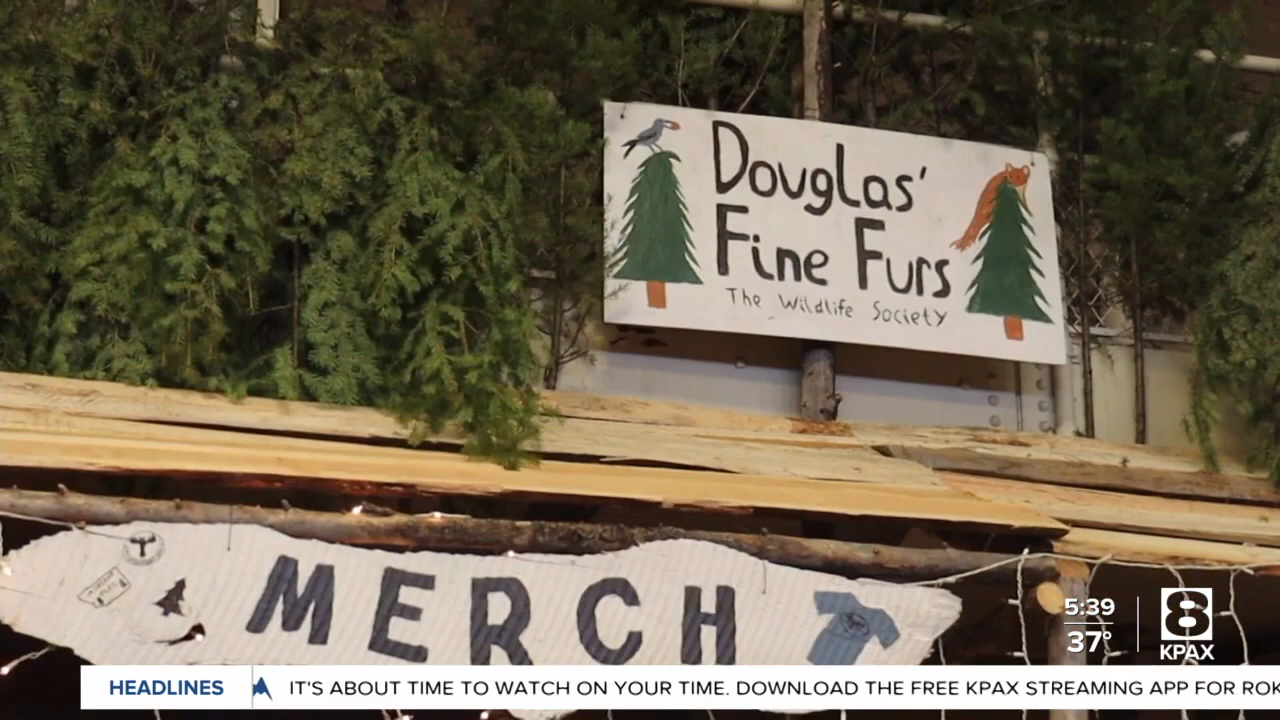 Douglas'
Fine Furs
The Wildlife Society
MERCH
5:39
37°
8
KPAX
HEADLINES
IT'S ABOUT TIME TO WATCH ON YOUR TIME. DOWNLOAD THE FREE KPAX STREAMING APP FOR ROK